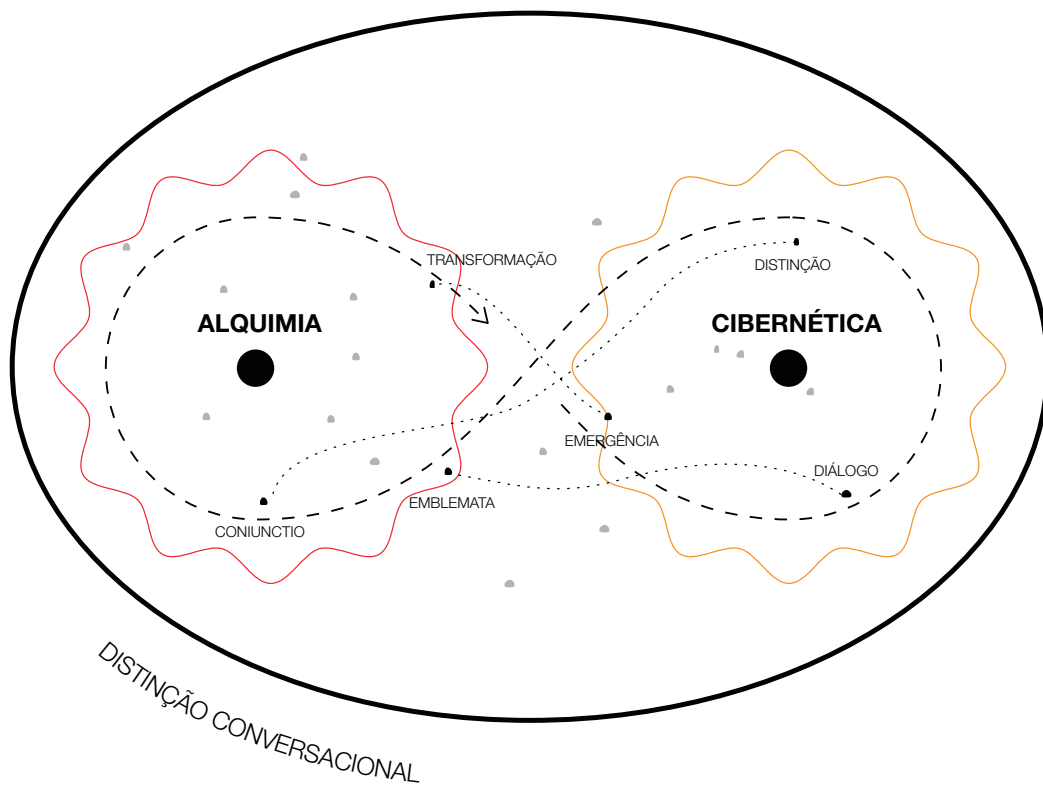 TRANSFORMAÇÃO
DISTINÇÃO
ALQUIMIA
CIBERNÉTICA
EMERGÊNCIA
DIÁLOGO
EMBLEMATA
CONIUNCTIO
DISTINÇÃO CONVERSACIONAL